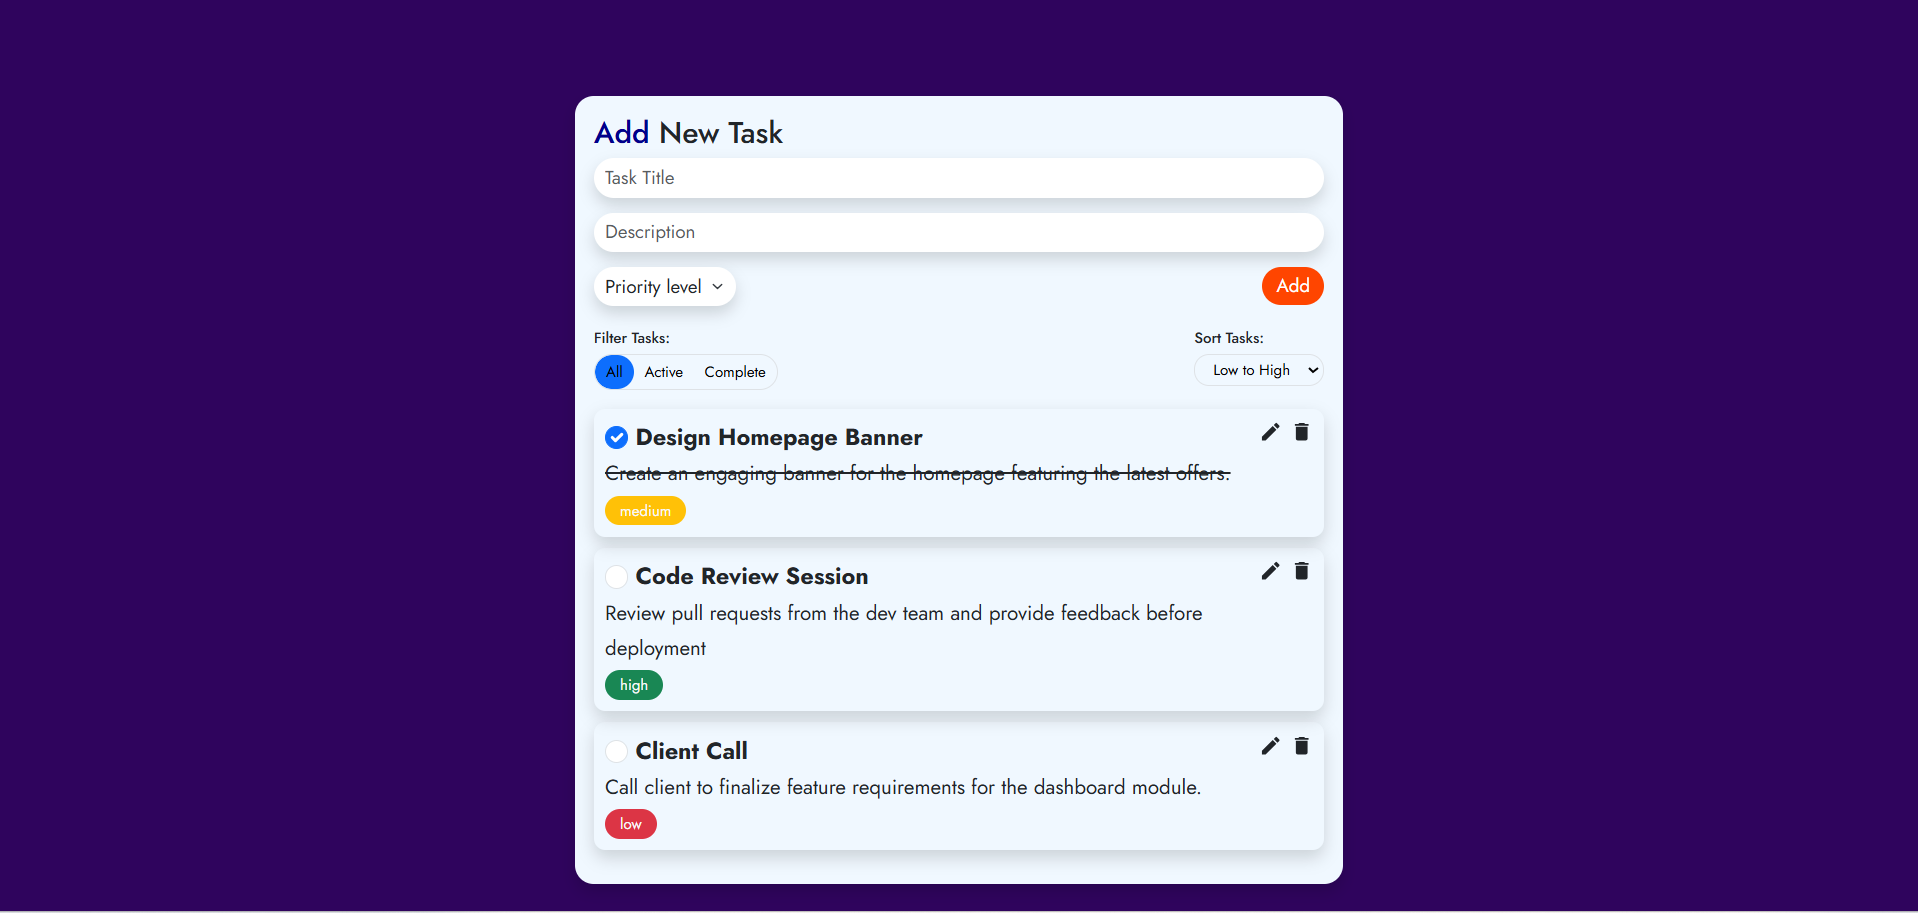 Add New Task
Task Title
Description
Priority level
Add
Filter Tasks:
Sort Tasks:
All Active Complete
Low to High
Design Homepage Banner
Create an engaging banner for the homepage featuring the latest offers.
medium
Code Review Session
Review pull requests from the dev team and provide feedback before
deployment
high
Client Call
Call client to finalize feature requirements for the dashboard module.
low